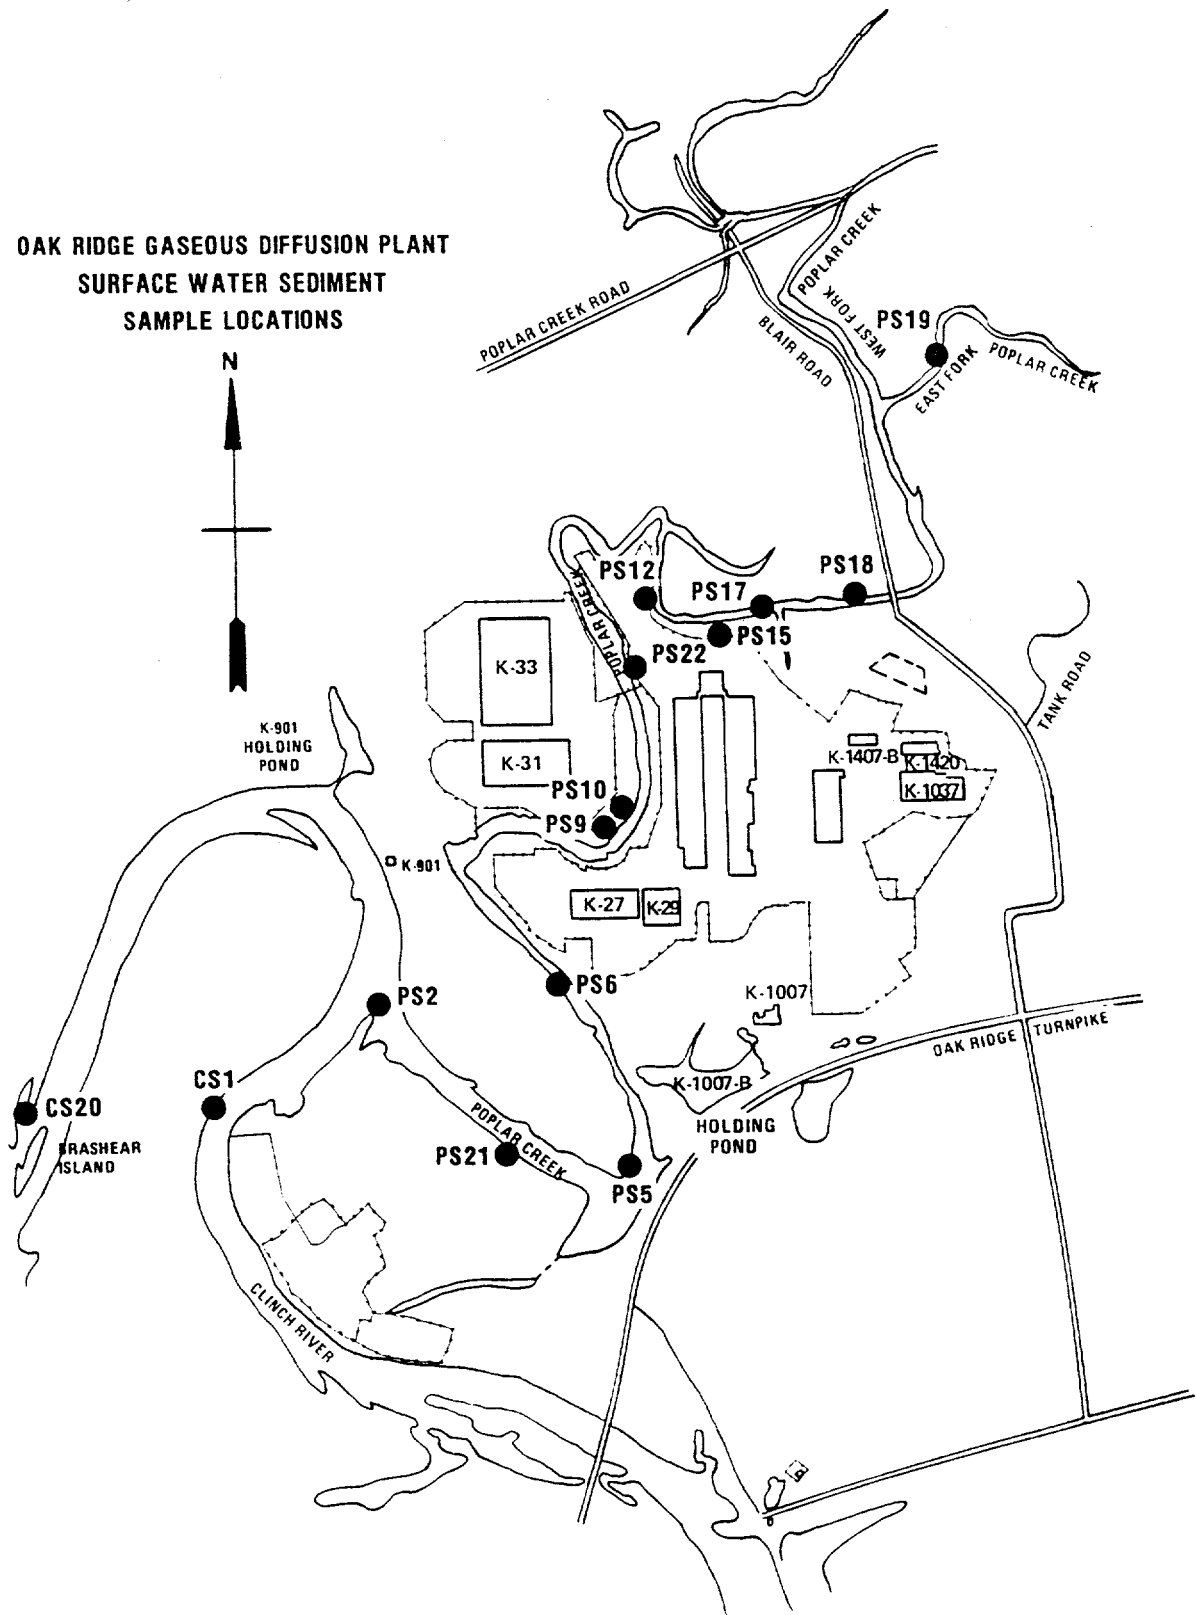 OAK RIDGE GASEOUS DIFFUSION PLANT
SURFACE WATER SEDIMENT
SAMPLE LOCATIONS
N
POPLAR CREEK ROAD
BLAIR ROAD
POPLAR CREEK
WEST FORK
PS19
EAST FORK
POPLAR CREEK
PS12
PS17
PS18
PS15
PS22
POPLAR CREEK
POPLAR CREEK
K-33
K-31
TANK ROAD
K-901
HOLDING
POND
K-1407-B
K-1420
K-1037
PS10
PS9
K-901
K-27
K-29
PS6
PS2
K-1007
OAK RIDGE TURNPIKE
K-1007-B
HOLDING
POND
CS1
CS20
BRASHEAR
ISLAND
POPLAR CREEK
PS21
PS5
CLINCH RIVER